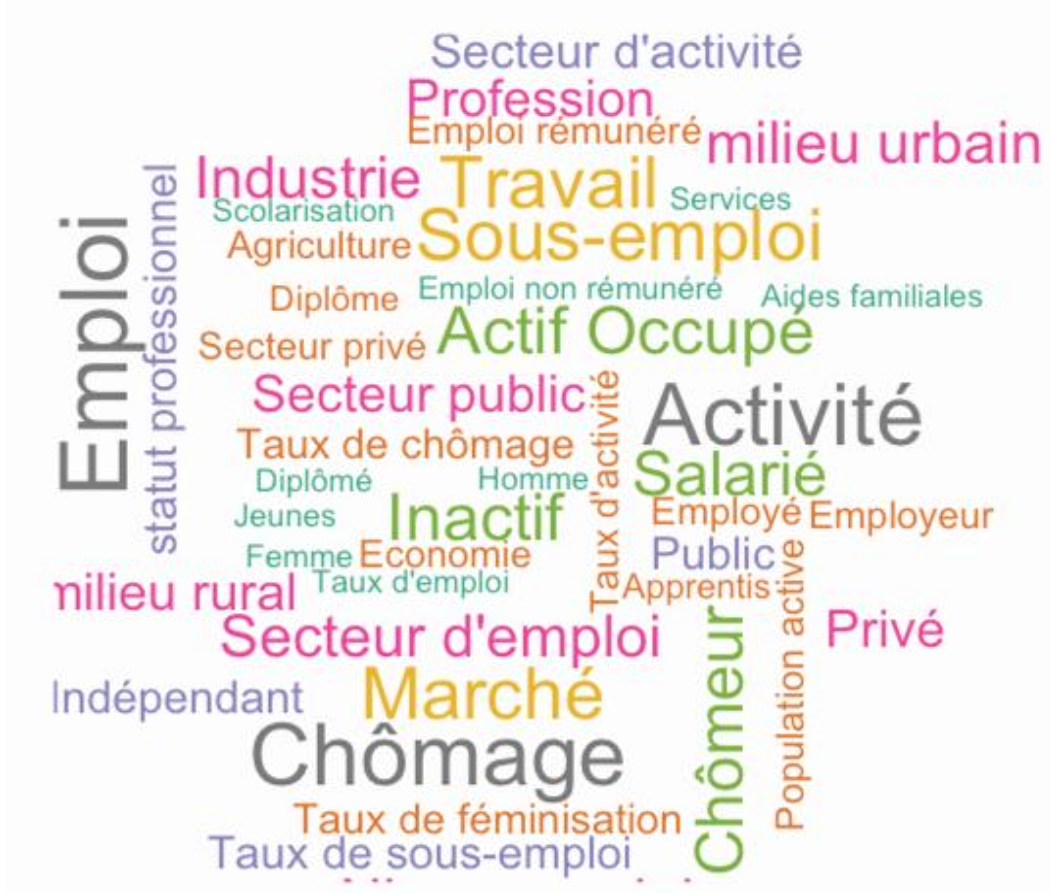 Secteur d'activité
Profession
Emploi rémunéré
milieu urbain
Industrie
Travail
Services
Scolarisation
Sous-emploi
Agriculture
Emploi
statut professionnel
Diplôme
Emploi non rémunéré
Aides familiales
Secteur privé
Actif Occupé
Secteur public
Taux d'activité
Activité
Taux de chômage
Diplômé
Homme
Salarié
Jeunes
Inactif
Employé
Employeur
Femme
Economie
Public
milieu rural
Taux d'emploi
Apprentis
Population active
Secteur d'emploi
Chômeur
Privé
Indépendant
Marché
Chômage
Taux de féminisation
Taux de sous-emploi